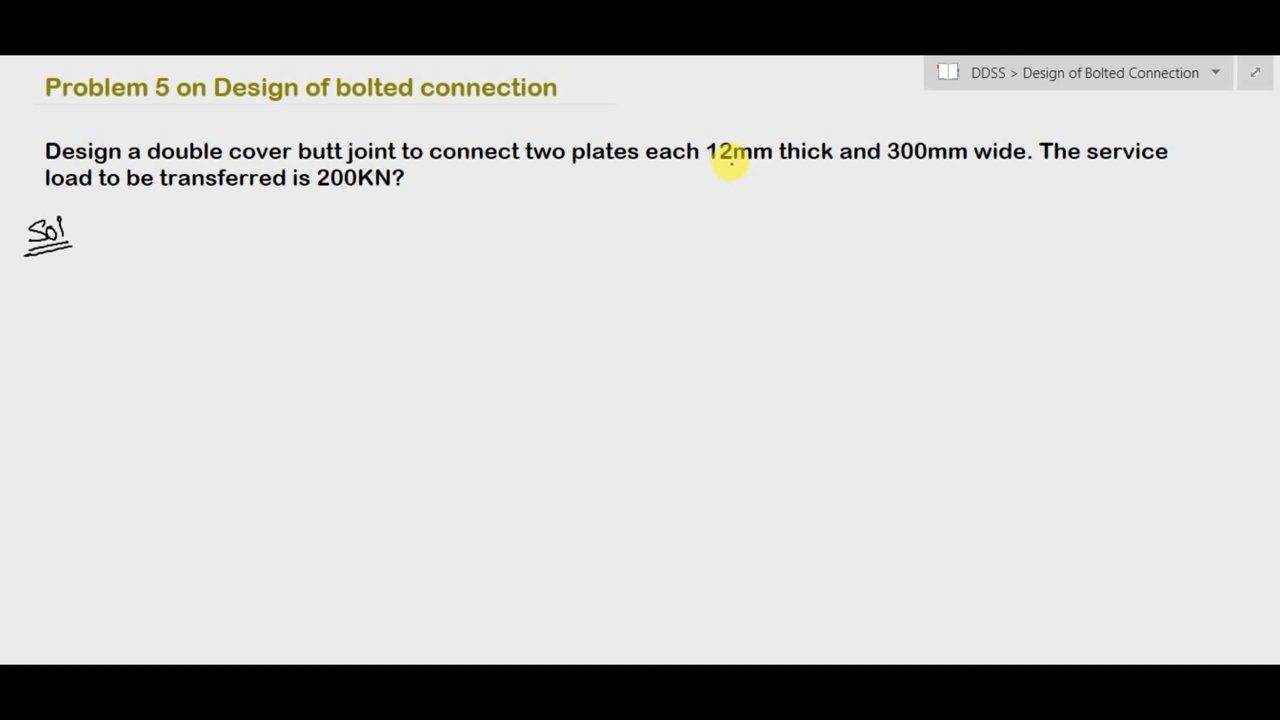 Problem 5 on Design of bolted connection
DDSS > Design of Bolted Connection
Design a double cover butt joint to connect two plates each 12mm thick and 300mm wide. The service
load to be transferred is 200KN?
Sol